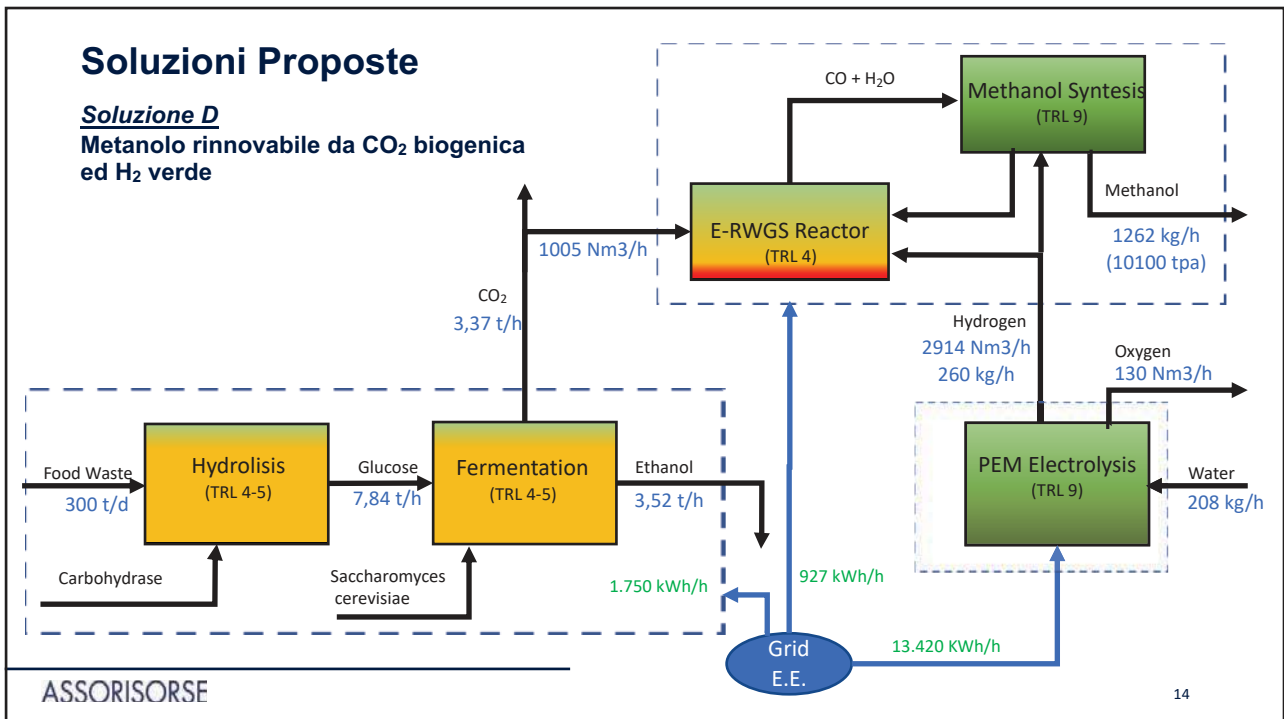 Soluzioni Proposte
Soluzione D
Metanolo rinnovabile da CO₂ biogenica
ed H₂ verde
CO + H₂O
Methanol Syntesis
(TRL 9)
Methanol
1262 kg/h
(10100 tpa)
E-RWGS Reactor
(TRL 4)
1005 Nm3/h
CO₂
3,37 t/h
Hydrogen
2914 Nm3/h
260 kg/h
Oxygen
130 Nm3/h
Food Waste
300 t/d
Hydrolisis
(TRL 4-5)
Glucose
7,84 t/h
Fermentation
(TRL 4-5)
Ethanol
3,52 t/h
PEM Electrolysis
(TRL 9)
Water
208 kg/h
Carbohydrase
Saccharomyces
cerevisiae
1.750 kWh/h
927 kWh/h
13.420 KWh/h
Grid
E.E.
ASSORISORSE
14